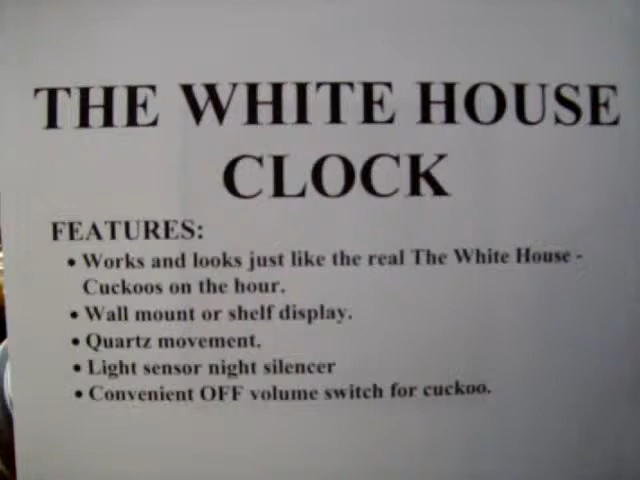 THE WHITE HOUSE
CLOCK
FEATURES:
• Works and looks just like the real The White House -
Cuckoos on the hour.
• Wall mount or shelf display.
• Quartz movement.
• Light sensor night silencer
• Convenient OFF volume switch for cuckoo.